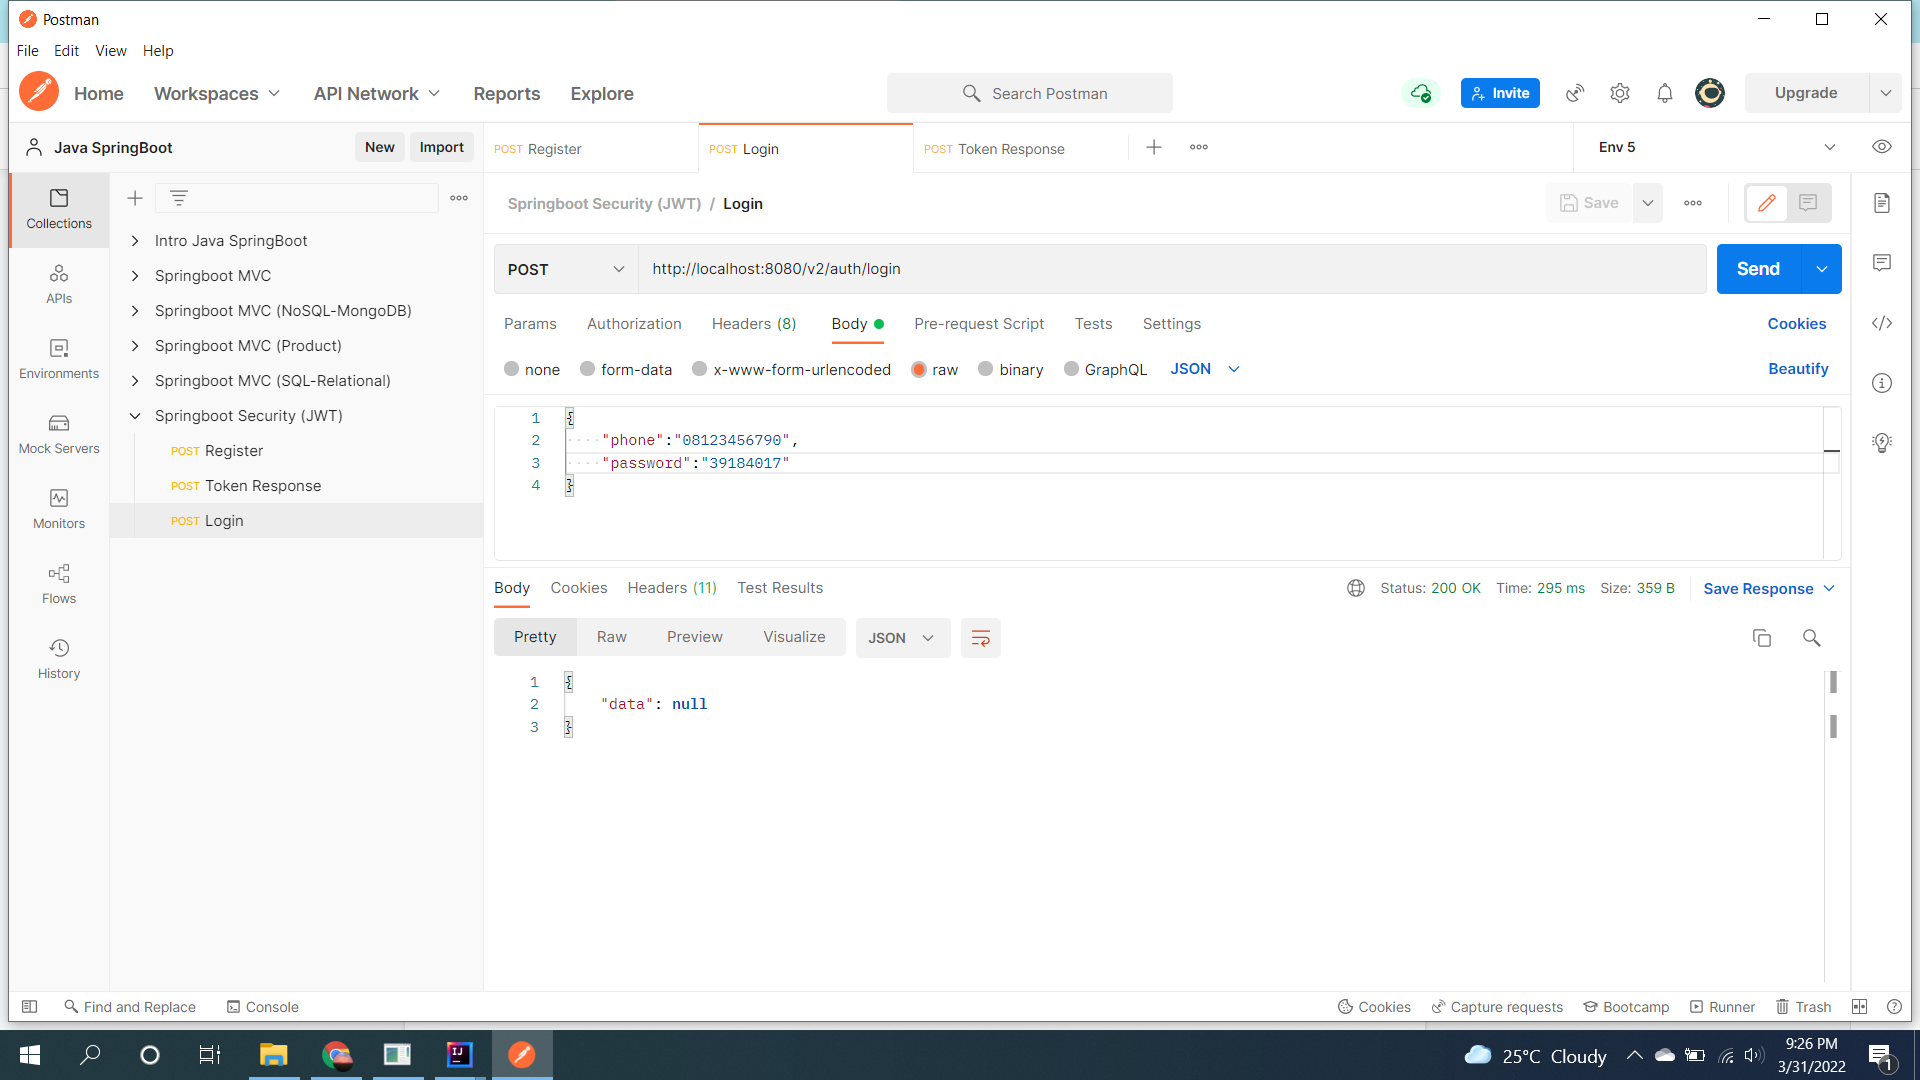 Postman
File Edit View Help
Home Workspaces API Network Reports Explore Search Postman Invite Upgrade
Java SpringBoot New Import POST Register POST Login POST Token Response Env 5
Collections
APIs
Environments
Mock Servers
Monitors
Flows
History
Intro Java SpringBoot
Springboot MVC
Springboot MVC (NoSQL-MongoDB)
Springboot MVC (Product)
Springboot MVC (SQL-Relational)
Springboot Security (JWT)
POST Register
POST Token Response
POST Login
Springboot Security (JWT) / Login Save
POST http://localhost:8080/v2/auth/login Send
Params Authorization Headers (8) Body Pre-request Script Tests Settings Cookies
none form-data x-www-form-urlencoded raw binary GraphQL JSON Beautify
1 {
2 "phone":"08123456790",
3 "password":"39184017"
4 }
Body Cookies Headers (11) Test Results Status: 200 OK Time: 295 ms Size: 359 B Save Response
Pretty Raw Preview Visualize JSON
1 {
2 "data": null
3 }
Find and Replace Console Cookies Capture requests Bootcamp Runner Trash
IJ 25°C Cloudy 9:26 PM
3/31/2022 1